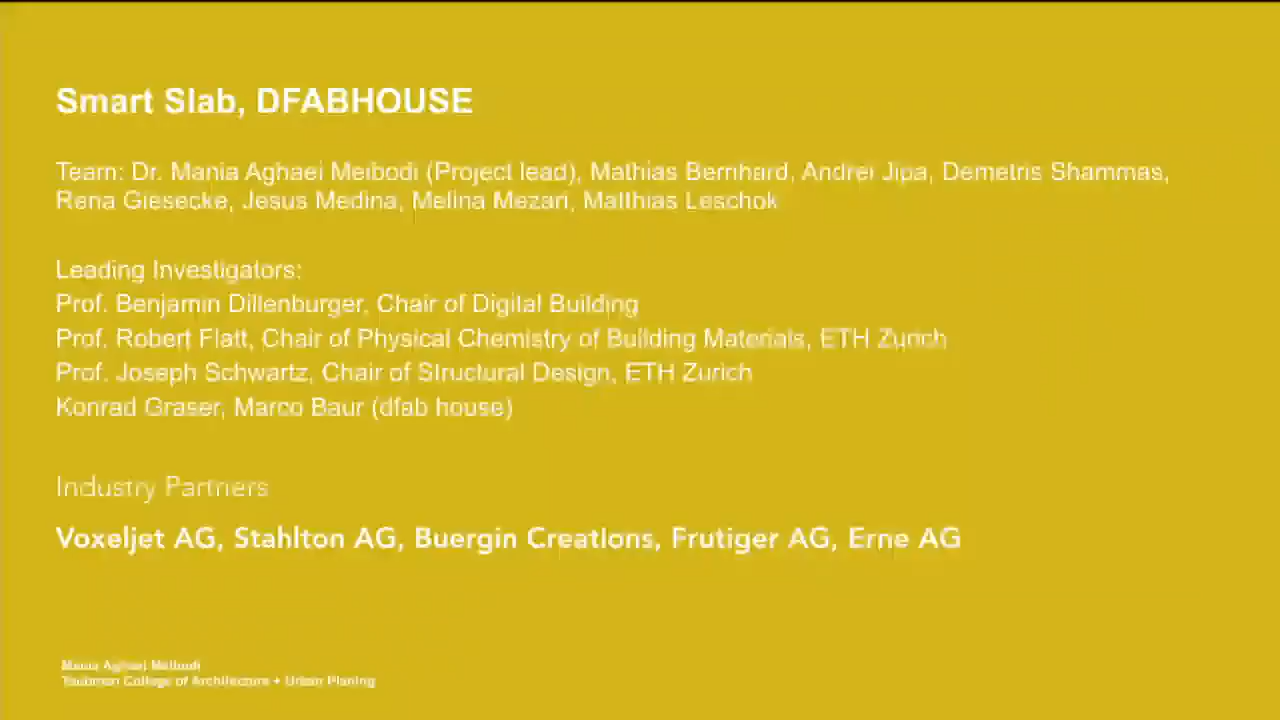 Smart Slab, DFABHOUSE
Team: Dr. Mania Aghaei Meibodi (Project lead), Mathias Bernhard, Andrei Jipa, Demetris Shammas,
Rena Giesecke, Jesus Medina, Melina Mezari, Matthias Leschok
Leading Investigators:
Prof. Benjamin Dillenburger, Chair of Digital Building
Prof. Robert Flatt, Chair of Physical Chemistry of Building Materials, ETH Zurich
Prof. Joseph Schwartz, Chair of Structural Design, ETH Zurich
Konrad Graser, Marco Baur (dfab house)
Industry Partners
Voxeljet AG, Stahlton AG, Buergin Creations, Frutiger AG, Erne AG
Mania Aghaei Meibodi
Taubman College of Architecture + Urban Planing